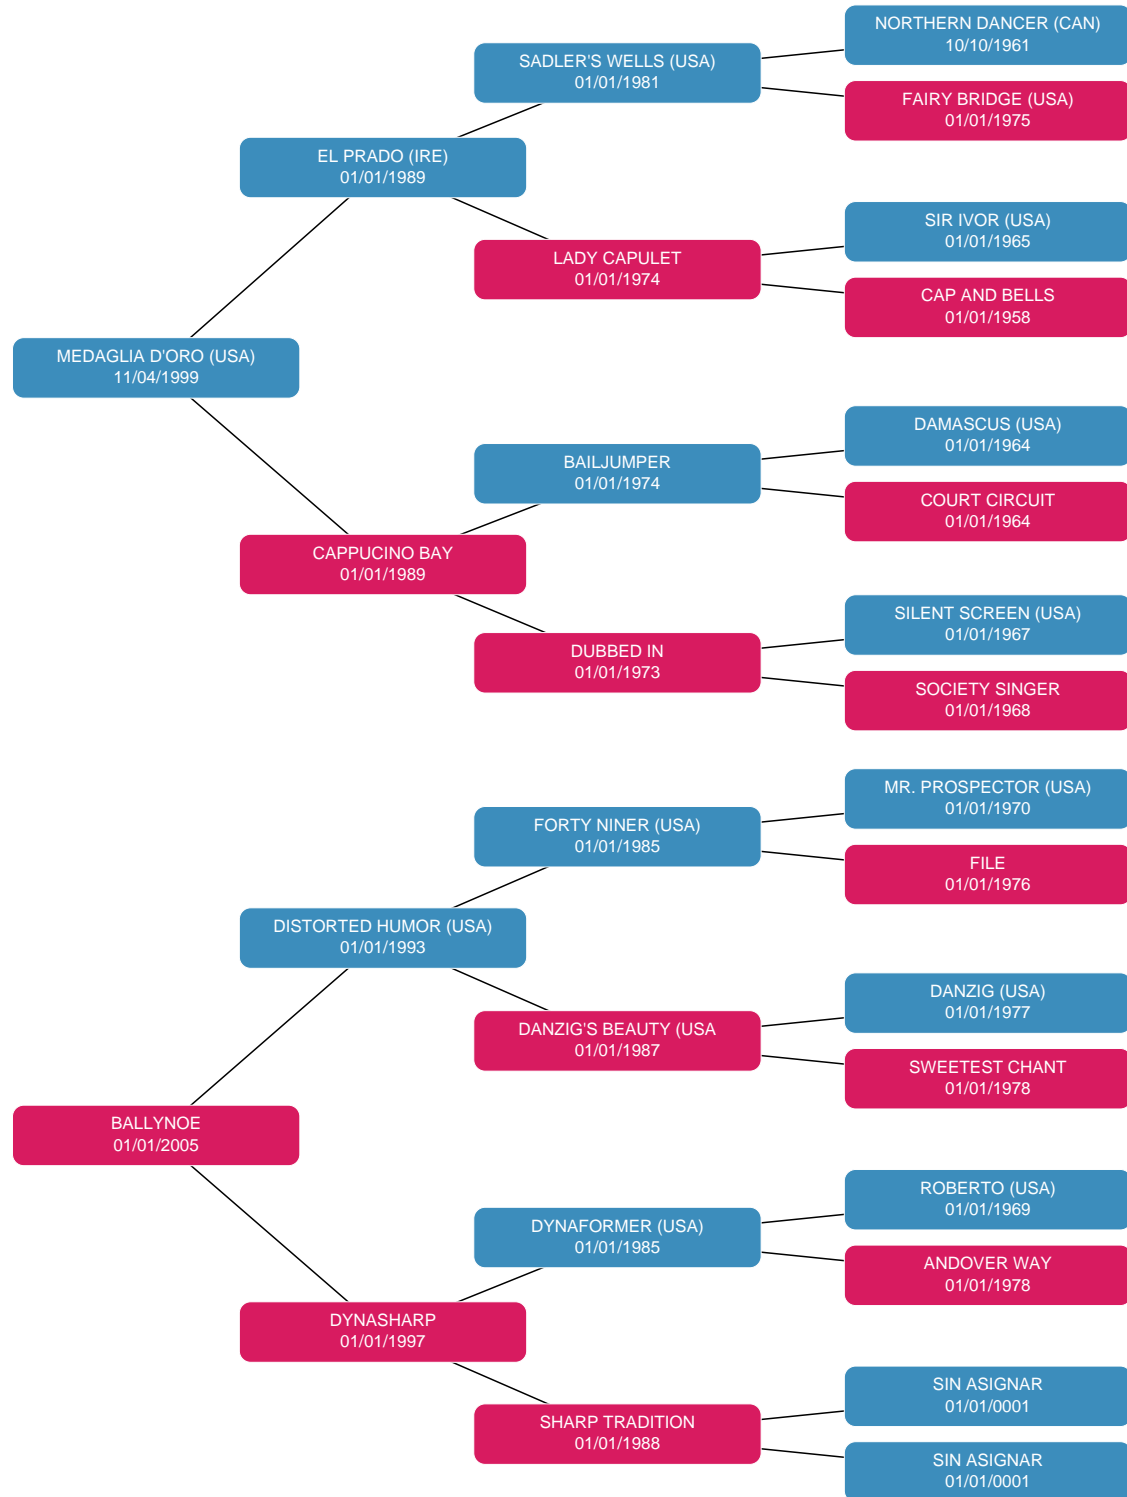 NORTHERN DANCER (CAN)
10/10/1961
SADLER'S WELLS (USA)
01/01/1981
FAIRY BRIDGE (USA)
01/01/1975
EL PRADO (IRE)
01/01/1989
SIR IVOR (USA)
01/01/1965
LADY CAPULET
01/01/1974
CAP AND BELLS
01/01/1958
MEDAGLIA D'ORO (USA)
11/04/1999
DAMASCUS (USA)
01/01/1964
BAILJUMPER
01/01/1974
COURT CIRCUIT
01/01/1964
CAPPUCINO BAY
01/01/1989
SILENT SCREEN (USA)
01/01/1967
DUBBED IN
01/01/1973
SOCIETY SINGER
01/01/1968
MR. PROSPECTOR (USA)
01/01/1970
FORTY NINER (USA)
01/01/1985
FILE
01/01/1976
DISTORTED HUMOR (USA)
01/01/1993
DANZIG (USA)
01/01/1977
DANZIG'S BEAUTY (USA
01/01/1987
SWEETEST CHANT
01/01/1978
BALLYNOE
01/01/2005
ROBERTO (USA)
01/01/1969
DYNAFORMER (USA)
01/01/1985
ANDOVER WAY
01/01/1978
DYNASHARP
01/01/1997
SIN ASIGNAR
01/01/0001
SHARP TRADITION
01/01/1988
SIN ASIGNAR
01/01/0001